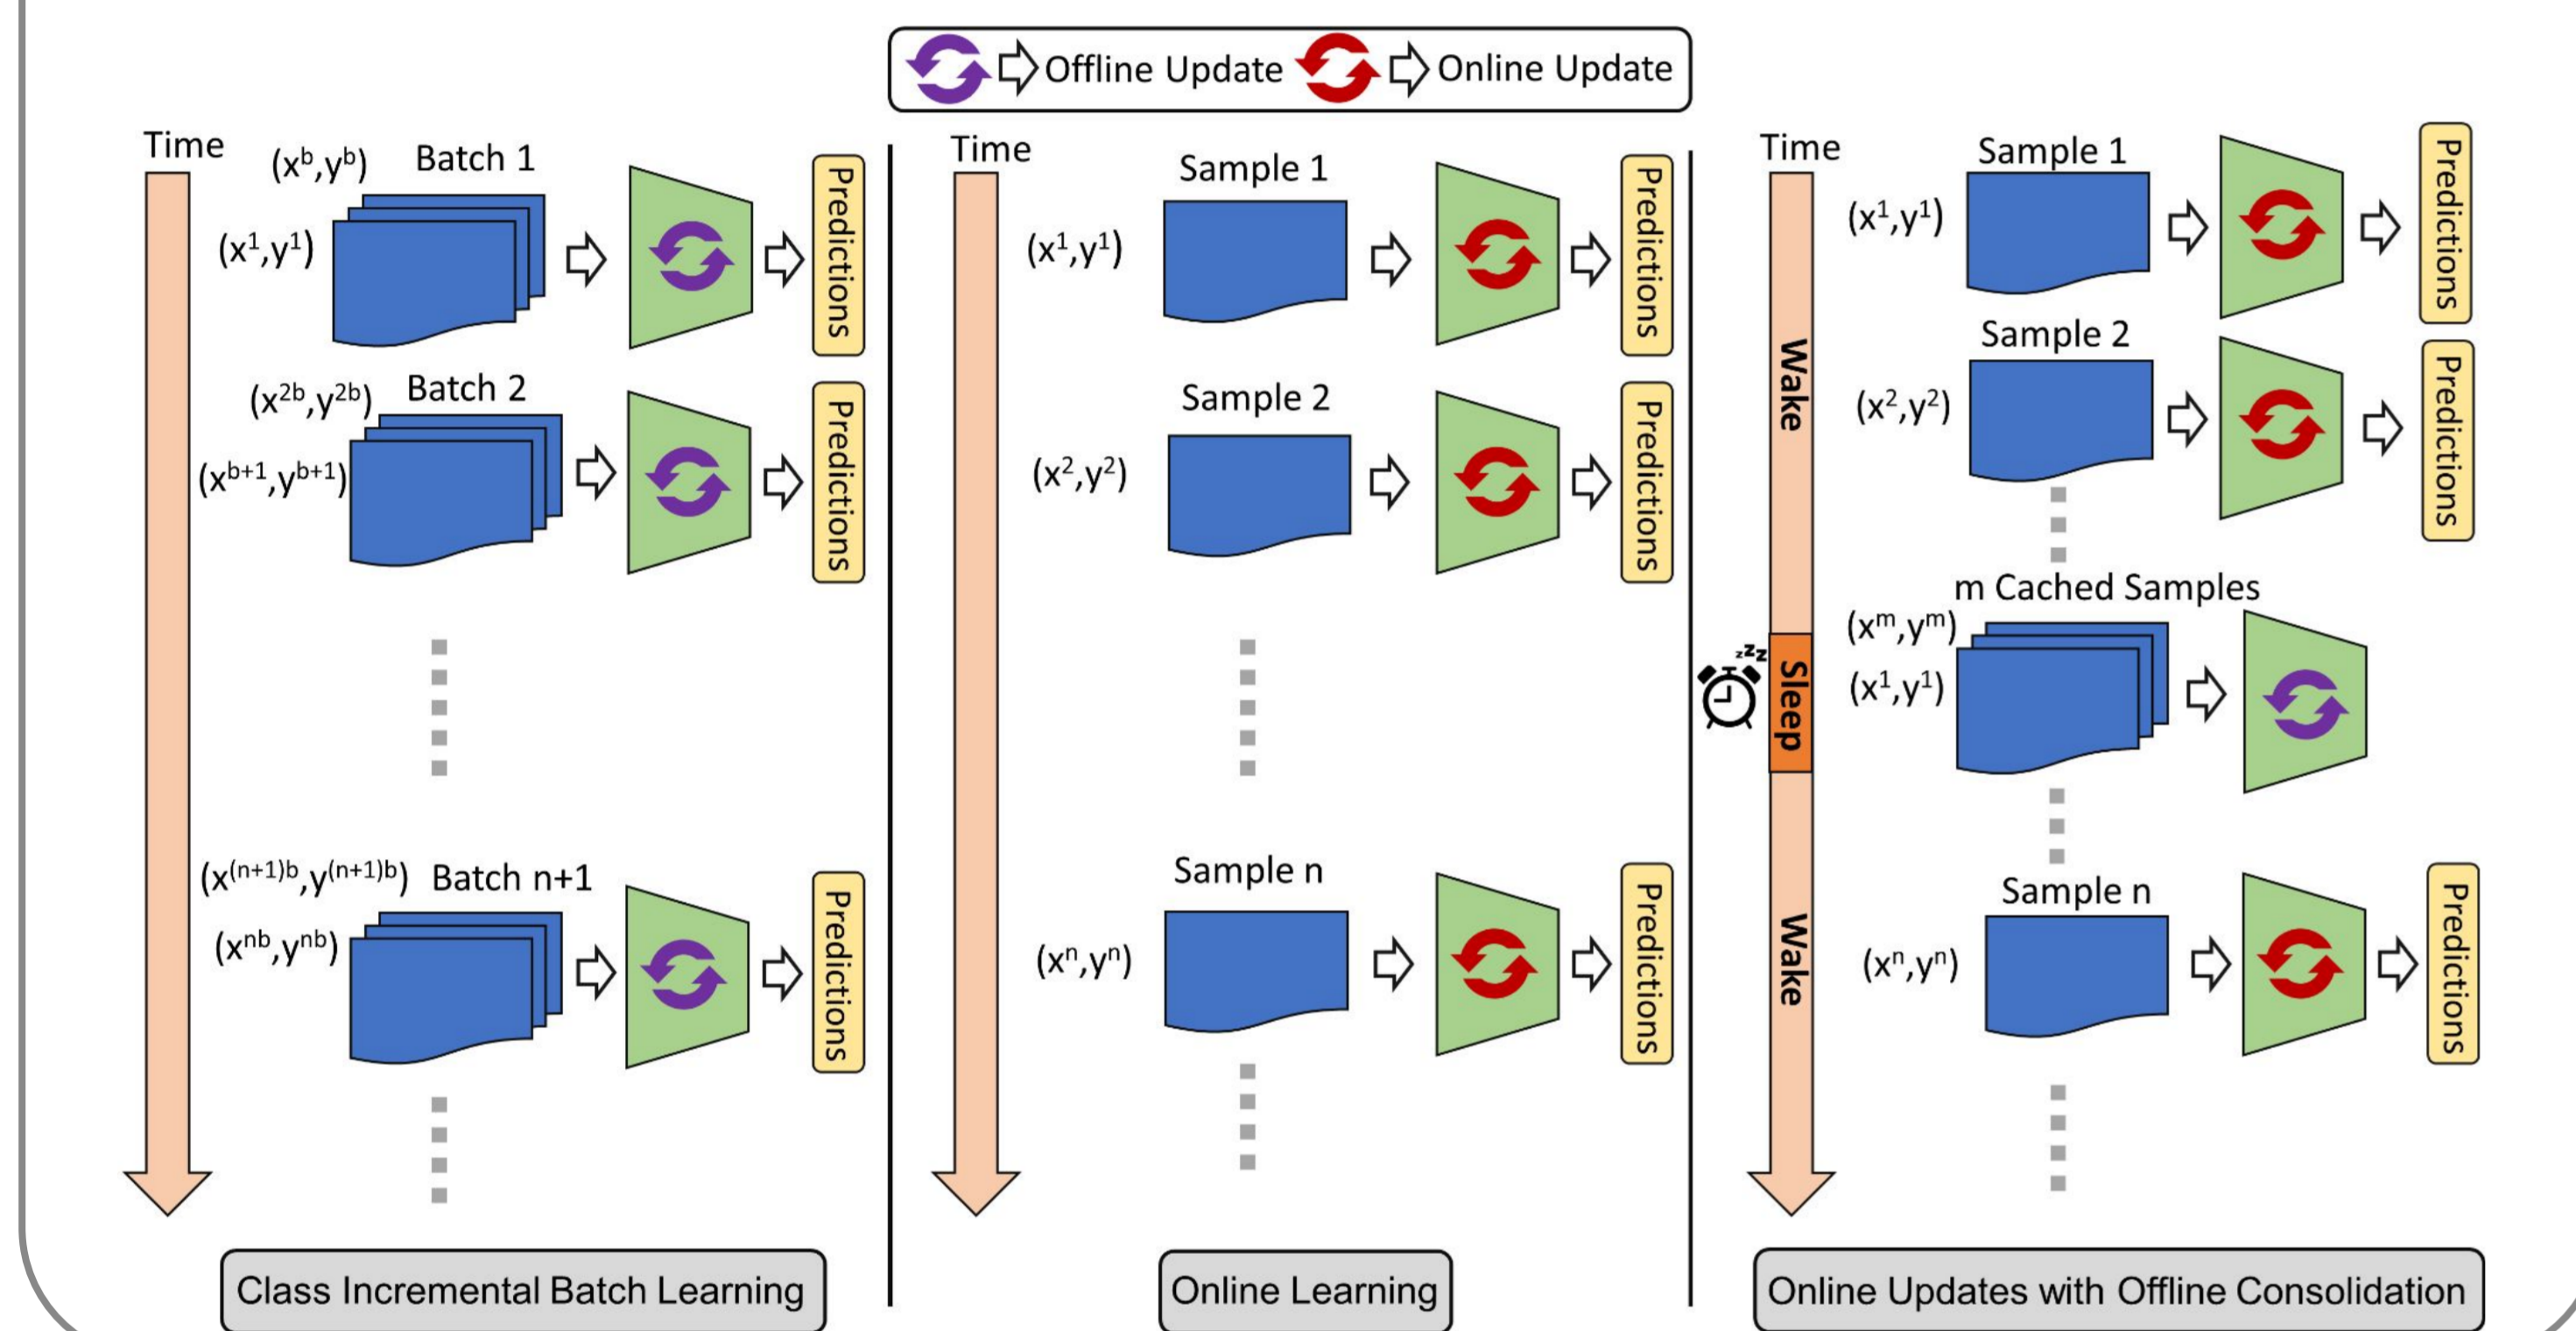 Offline Update Online Update
Time
(x^b,y^b) Batch 1
(x^1,y^1)
Predictions
(x^2b,y^2b) Batch 2
(x^b+1,y^b+1)
Predictions
(x^(n+1)b,y^(n+1)b) Batch n+1
(x^nb,y^nb)
Predictions
Class Incremental Batch Learning
Time
Sample 1
(x^1,y^1)
Predictions
Sample 2
(x^2,y^2)
Predictions
Sample n
(x^n,y^n)
Predictions
Online Learning
Time
Sample 1
(x^1,y^1)
Predictions
Wake
Sample 2
(x^2,y^2)
Predictions
m Cached Samples
(x^m,y^m)
(x^1,y^1)
zzz
Sleep
Sample n
(x^n,y^n)
Predictions
Wake
Online Updates with Offline Consolidation